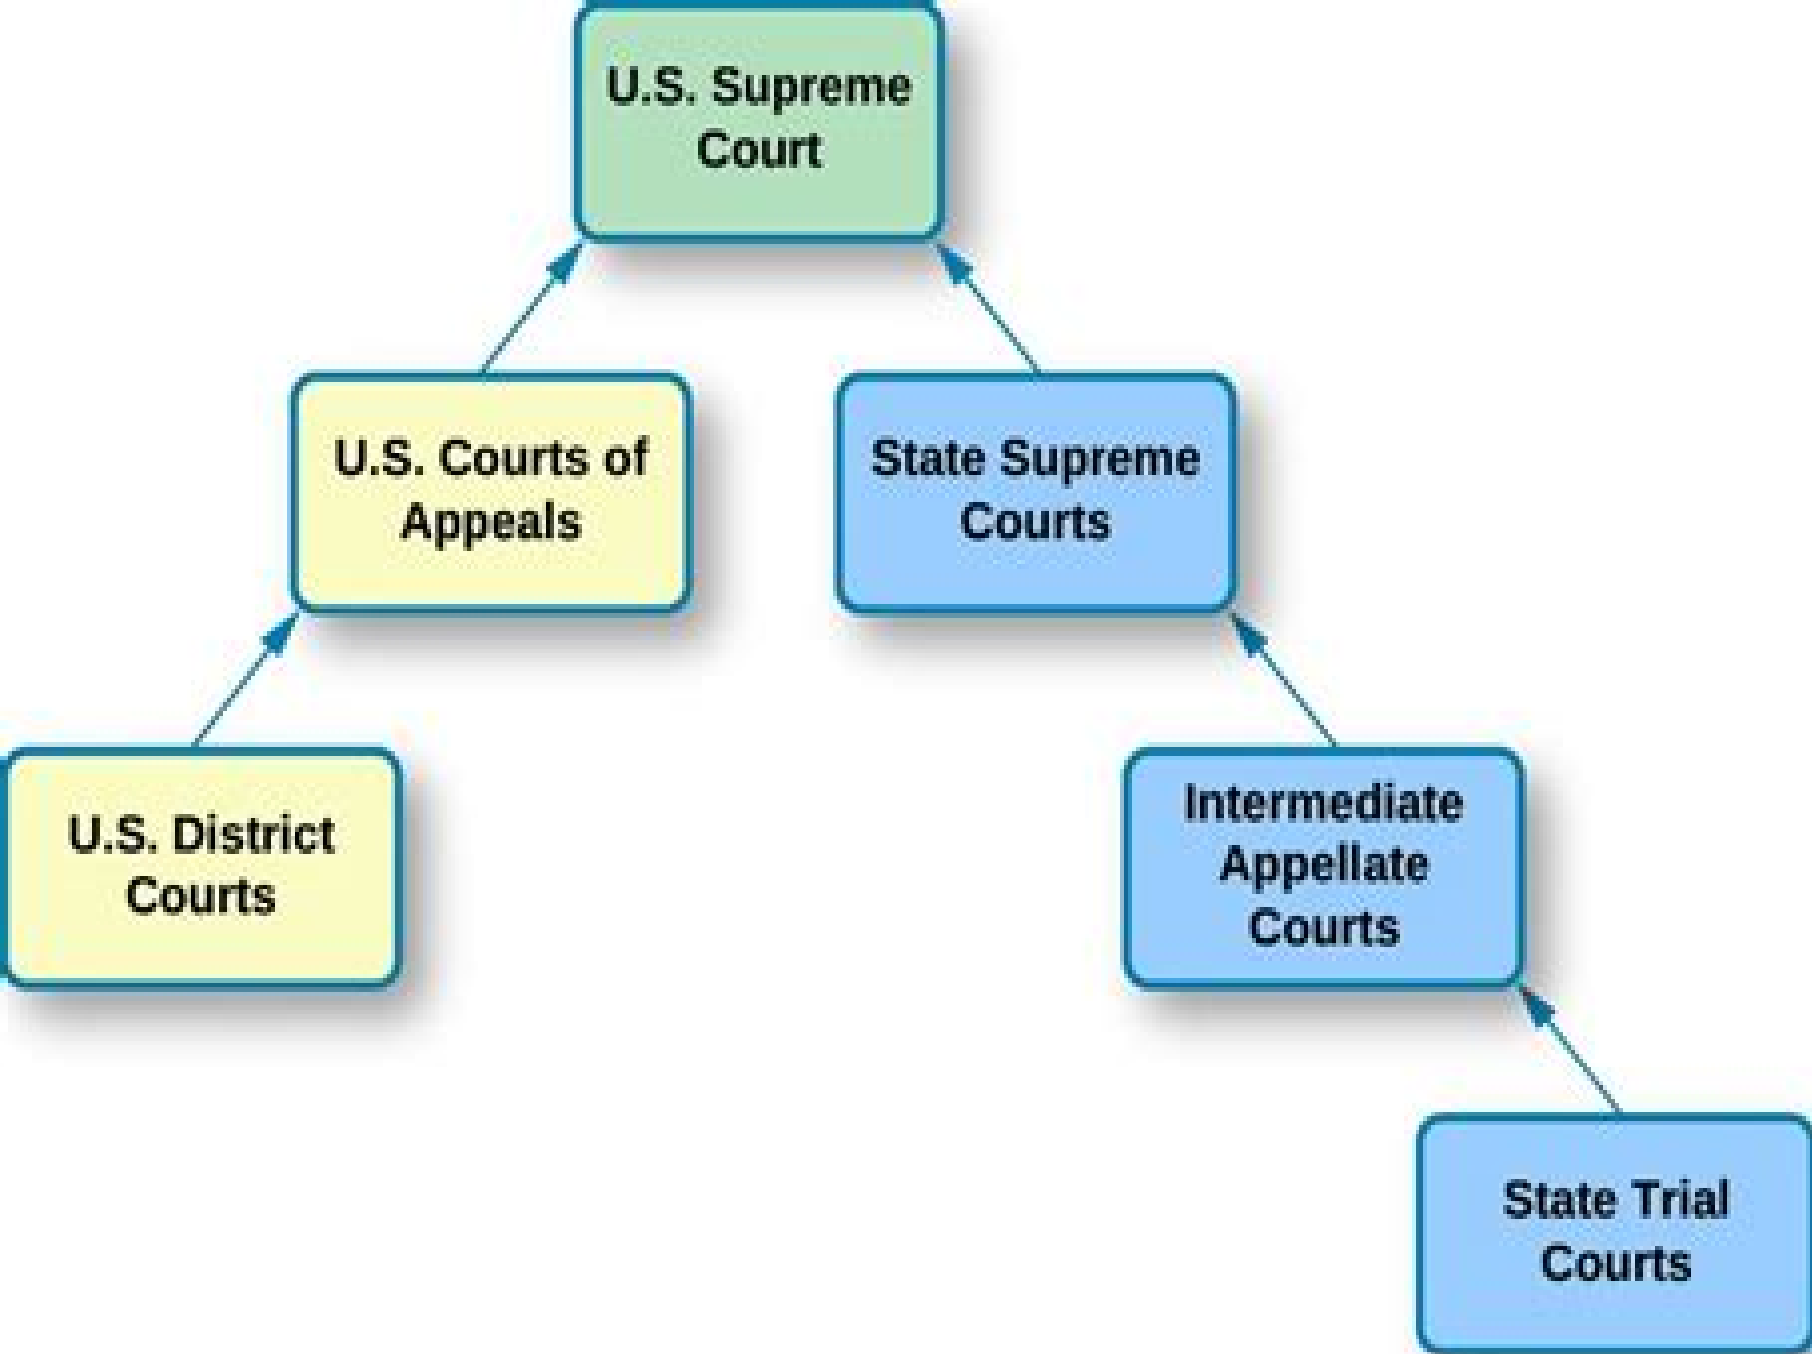 U.S. Supreme
Court
U.S. Courts of
Appeals
State Supreme
Courts
U.S. District
Courts
Intermediate
Appellate
Courts
State Trial
Courts